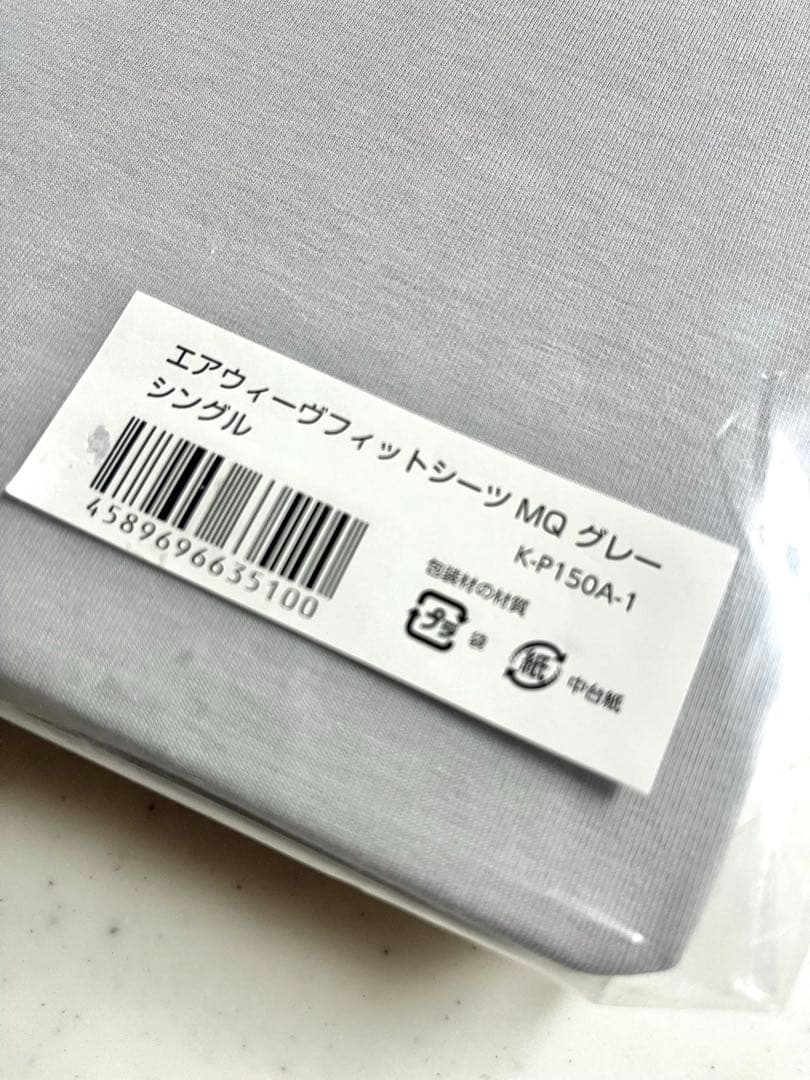 エアウィーヴフィットシーツ MQ グレー
シングル
K-P150A-1
4589696635100
包装材の材質
プラ 袋
紙 中台紙